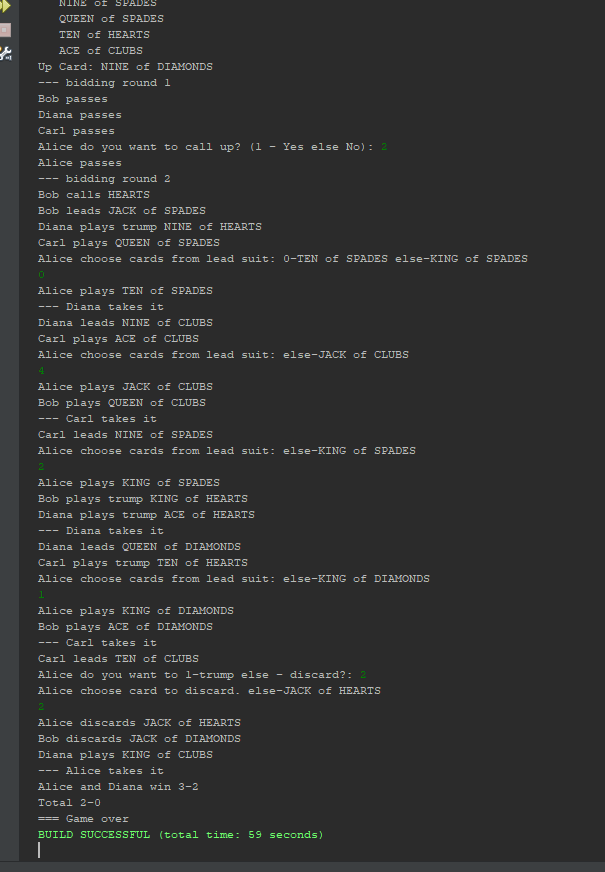 NINE of SPADES
QUEEN of SPADES
TEN of HEARTS
ACE of CLUBS
Up Card: NINE of DIAMONDS
--- bidding round 1
Bob passes
Diana passes
Carl passes
Alice do you want to call up? (1 - Yes else No): 2
Alice passes
--- bidding round 2
Bob calls HEARTS
Bob leads JACK of SPADES
Diana plays trump NINE of HEARTS
Carl plays QUEEN of SPADES
Alice choose cards from lead suit: 0-TEN of SPADES else-KING of SPADES
0
Alice plays TEN of SPADES
--- Diana takes it
Diana leads NINE of CLUBS
Carl plays ACE of CLUBS
Alice choose cards from lead suit: else-JACK of CLUBS
4
Alice plays JACK of CLUBS
Bob plays QUEEN of CLUBS
--- Carl takes it
Carl leads NINE of SPADES
Alice choose cards from lead suit: else-KING of SPADES
2
Alice plays KING of SPADES
Bob plays trump KING of HEARTS
Diana plays trump ACE of HEARTS
--- Diana takes it
Diana leads QUEEN of DIAMONDS
Carl plays trump TEN of HEARTS
Alice choose cards from lead suit: else-KING of DIAMONDS
1
Alice plays KING of DIAMONDS
Bob plays ACE of DIAMONDS
--- Carl takes it
Carl leads TEN of CLUBS
Alice do you want to 1-trump else - discard?: 2
Alice choose card to discard. else-JACK of HEARTS
2
Alice discards JACK of HEARTS
Bob discards JACK of DIAMONDS
Diana plays KING of CLUBS
--- Alice takes it
Alice and Diana win 3-2
Total 2-0
=== Game over
BUILD SUCCESSFUL (total time: 59 seconds)